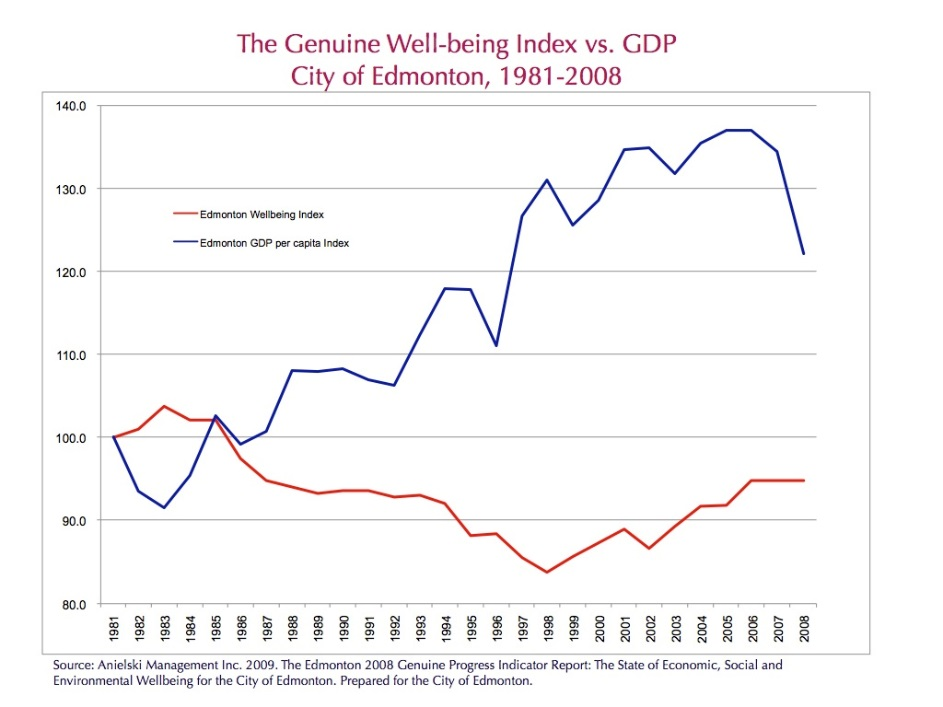 The Genuine Well-being Index vs. GDP
City of Edmonton, 1981-2008
140.0
130.0
Edmonton Wellbeing Index
Edmonton GDP per capita Index
120.0
110.0
100.0
90.0
80.0
1981 1982 1983 1984 1985 1986 1987 1988 1989 1990 1991 1992 1993 1994 1995 1996 1997 1998 1999 2000 2001 2002 2003 2004 2005 2006 2007 2008
Source: Anielski Management Inc. 2009. The Edmonton 2008 Genuine Progress Indicator Report: The State of Economic, Social and
Environmental Wellbeing for the City of Edmonton. Prepared for the City of Edmonton.